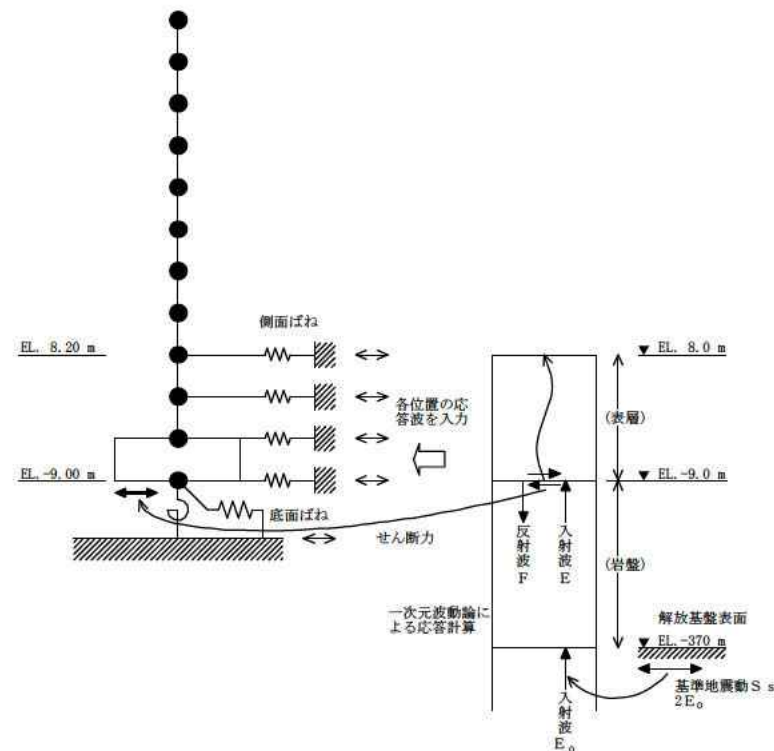 側面ばね
EL. 8.20 m
EL. 8.0 m
各位置の応
答波を入力
(表層)
EL.-9.00 m
EL.-9.0 m
底面ばね
せん断力
反射波F
入射波E
(岩盤)
一次元波動論に
よる応答計算
解放基盤表面
EL.-370 m
基準地震動Ss
2E₀
入射波E₀